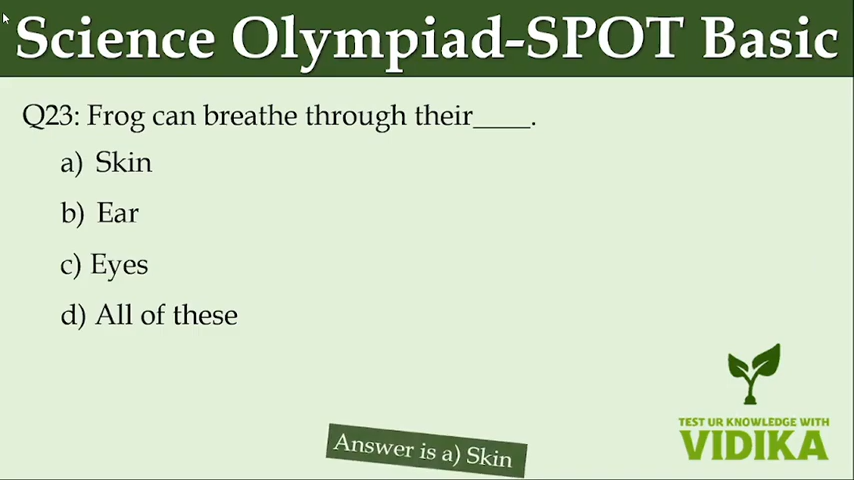 Science Olympiad-SPOT Basic
Q23: Frog can breathe through their____.
a) Skin
b) Ear
c) Eyes
d) All of these
Answer is a) Skin
TEST UR KNOWLEDGE WITH
VIDIKA